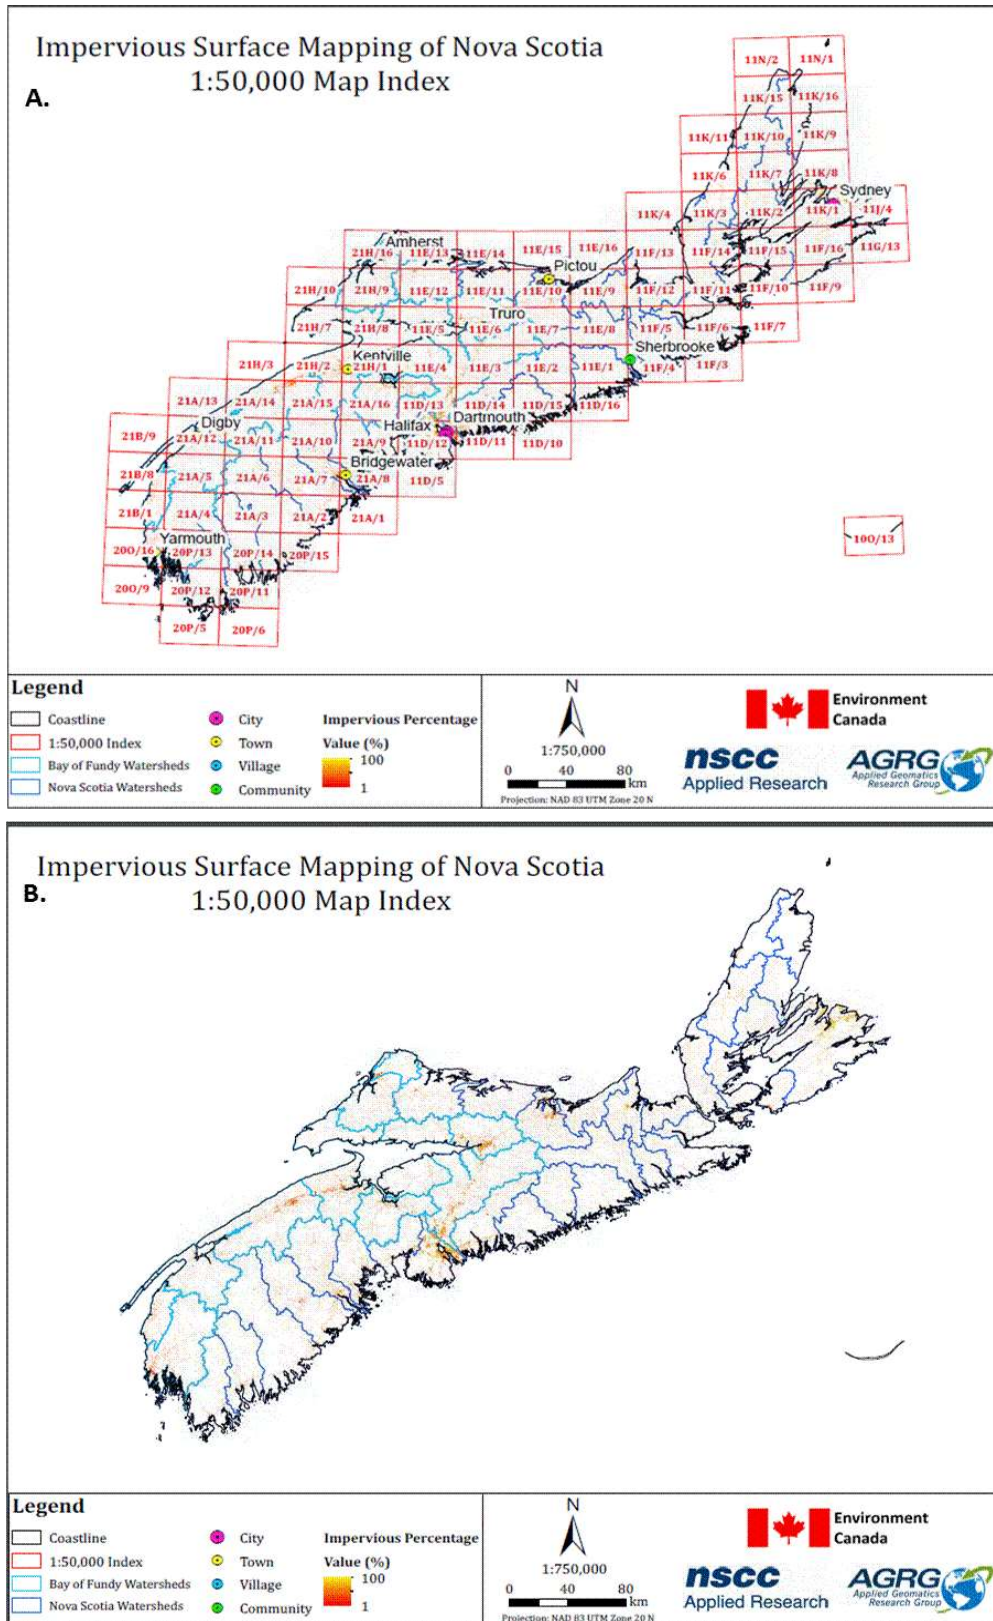 Impervious Surface Mapping of Nova Scotia
1:50,000 Map Index
A.
11N/2 11N/1
11K/15 11K/16
11K/11 11K/10 11K/9
11K/6 11K/7 11K/8
Sydney
11K/4 11K/3 11K/2 11K/1 11J/4
Amherst
21H/16 11E/13 11E/14 11E/15 11E/16 11F/13 11F/14 11F/15 11F/16 11G/13
Pictou
21H/10 21H/9 11E/12 11E/11 11E/10 11E/9 11F/12 11F/11 11F/10 11F/9
Truro
21H/7 21H/8 11E/5 11E/6 11E/7 11E/8 11F/5 11F/6 11F/7
Kentville
Sherbrooke
21H/3 21H/2 21H/1 11E/4 11E/3 11E/2 11E/1 11F/4 11F/3
21A/13 21A/14 21A/15 21A/16 11D/13 11D/14 11D/15 11D/16
Digby
Halifax
Dartmouth
21B/9 21A/12 21A/11 21A/10 21A/9 11D/12 11D/11 11D/10
Bridgewater
21B/8 21A/5 21A/6 21A/7 21A/8 11D/5
21B/1 21A/4 21A/3 21A/2 21A/1
Yarmouth
20O/16 20P/13 20P/14 20P/15
10O/13
20O/9 20P/12 20P/11
20P/5 20P/6
Legend
Coastline
1:50,000 Index
Bay of Fundy Watersheds
Nova Scotia Watersheds
City
Town
Village
Community
Impervious Percentage
Value (%)
100
1
N
1:750,000
0 40 80
km
Projection: NAD 83 UTM Zone 20 N
Environment
Canada
nscc
Applied Research
AGRG
Applied Geomatics
Research Group
Impervious Surface Mapping of Nova Scotia
1:50,000 Map Index
B.
Legend
Coastline
1:50,000 Index
Bay of Fundy Watersheds
Nova Scotia Watersheds
City
Town
Village
Community
Impervious Percentage
Value (%)
100
1
N
1:750,000
0 40 80
km
Projection: NAD 83 UTM Zone 20 N
Environment
Canada
nscc
Applied Research
AGRG
Applied Geomatics
Research Group